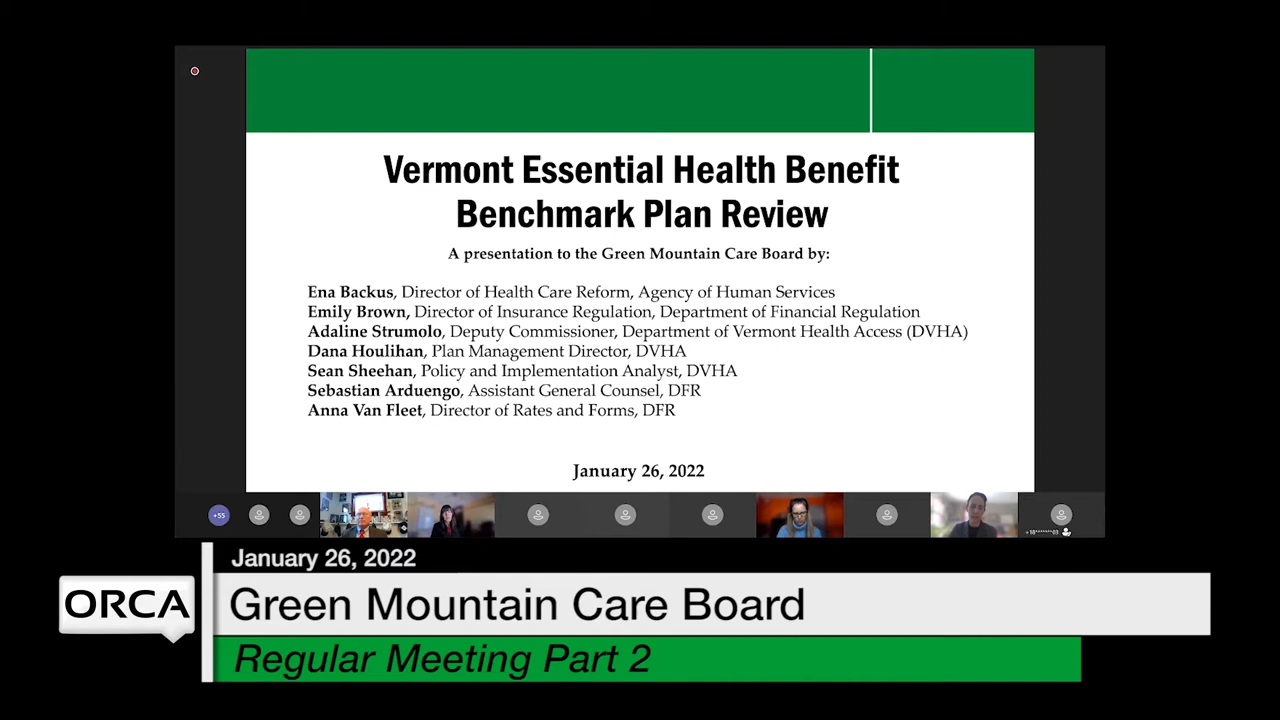 Vermont Essential Health Benefit
Benchmark Plan Review
A presentation to the Green Mountain Care Board by:
Ena Backus, Director of Health Care Reform, Agency of Human Services
Emily Brown, Director of Insurance Regulation, Department of Financial Regulation
Adaline Strumolo, Deputy Commissioner, Department of Vermont Health Access (DVHA)
Dana Houlihan, Plan Management Director, DVHA
Sean Sheehan, Policy and Implementation Analyst, DVHA
Sebastian Arduengo, Assistant General Counsel, DFR
Anna Van Fleet, Director of Rates and Forms, DFR
January 26, 2022
+55
January 26, 2022
ORCA
Green Mountain Care Board
Regular Meeting Part 2